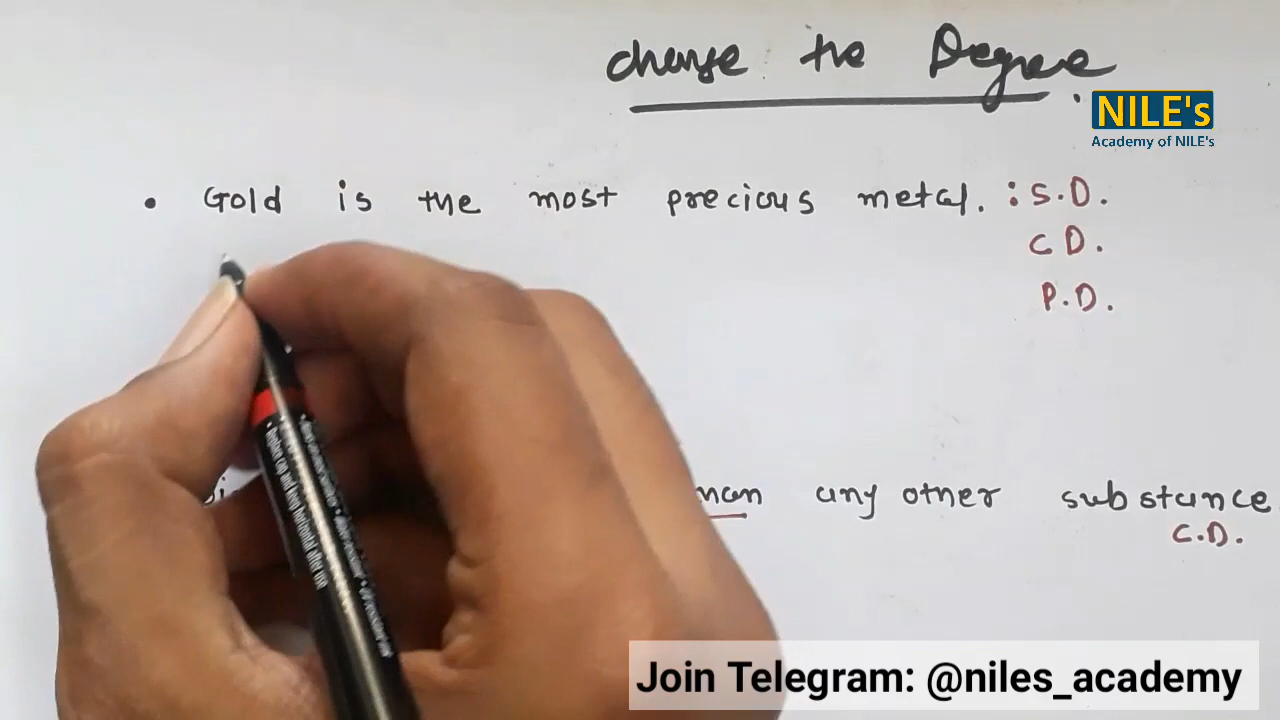 change the Degree.
NILE's
Academy of NILE's
• Gold is the most precious metal. : S.D.
C D.
P.D.
than any other substance.
C.D.
Join Telegram: @niles_academy